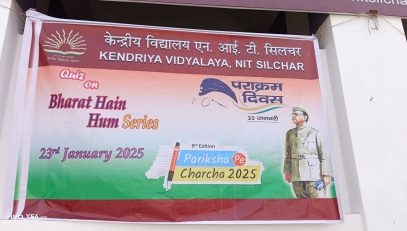 केन्द्रीय विद्यालय एन. आई. टी. सिलचर
KENDRIYA VIDYALAYA, NIT SILCHAR
Quiz
on
Bharat Hain
Hum Series
23rd January 2025
पराक्रम
दिवस
23 जनवरी
8th Edition
Pariksha Pe
Charcha 2025